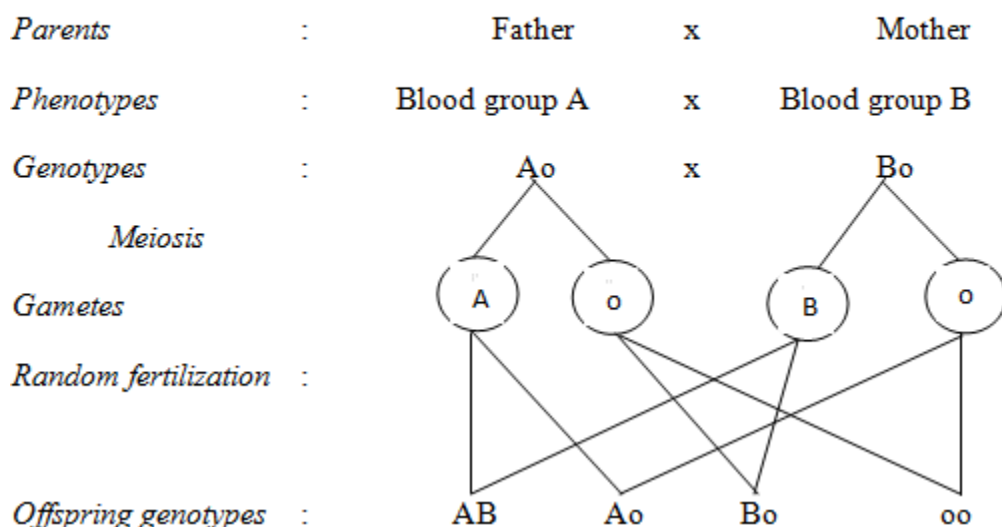 Parents : Father x Mother
Phenotypes : Blood group A x Blood group B
Genotypes : Ao x Bo
Meiosis
Gametes A o B o
Random fertilization :
Offspring genotypes : AB Ao Bo oo